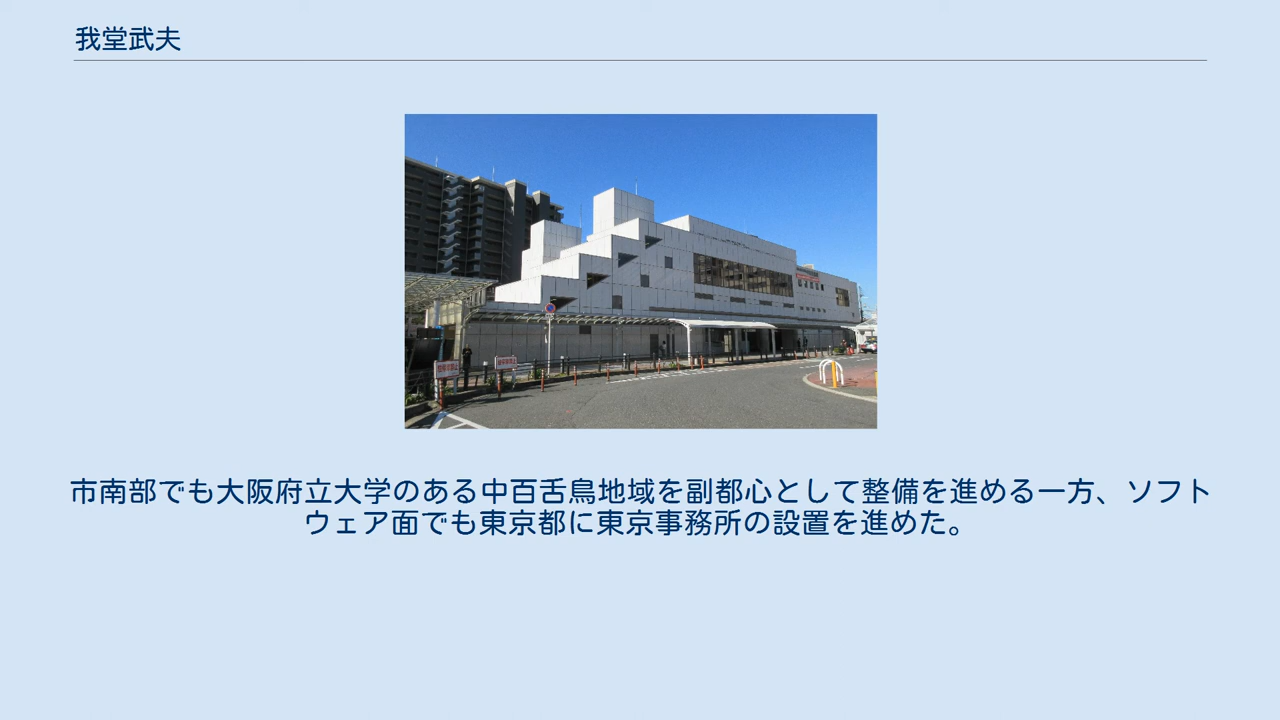 我堂武夫
市南部でも大阪府立大学のある中百舌鳥地域を副都心として整備を進める一方、ソフト
ウェア面でも東京都に東京事務所の設置を進めた。